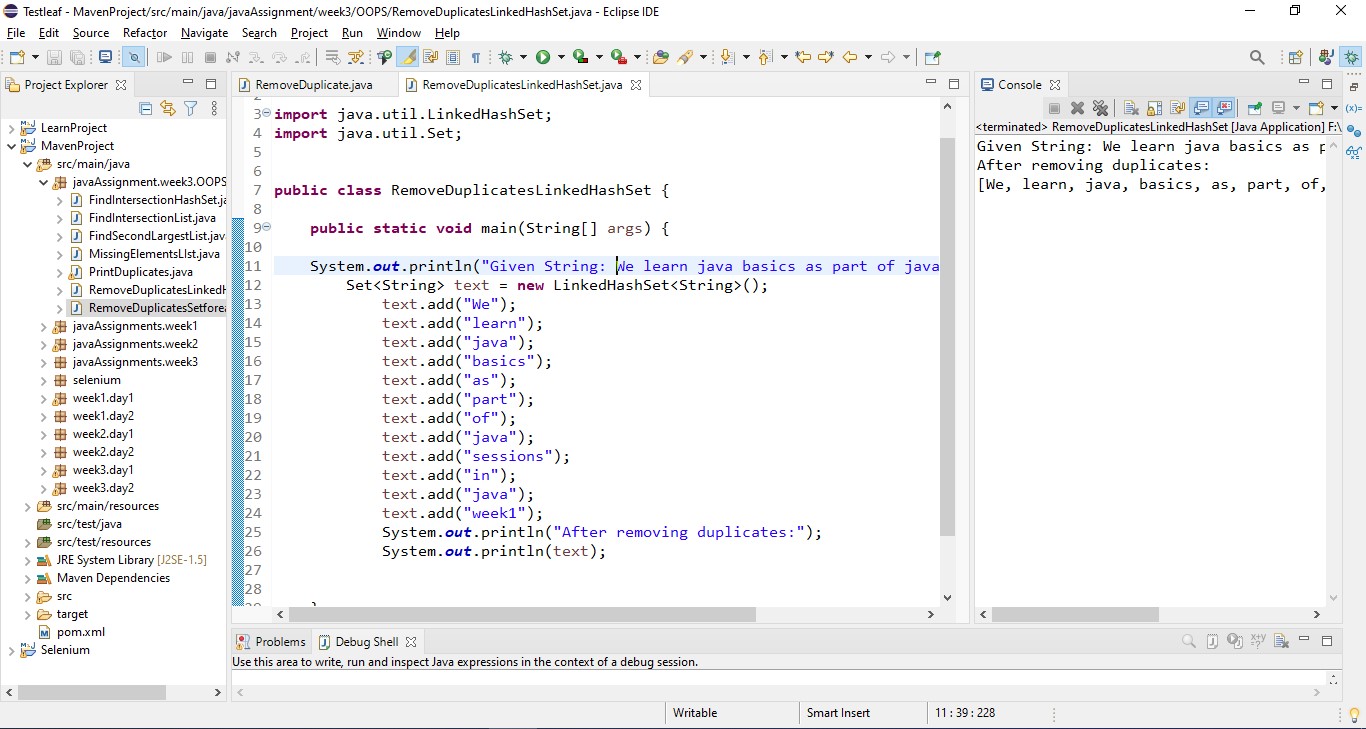 Testleaf - MavenProject/src/main/java/javaAssignment/week3/OOPS/RemoveDuplicatesLinkedHashSet.java - Eclipse IDE
File Edit Source Refactor Navigate Search Project Run Window Help
Project Explorer
LearnProject
MavenProject
src/main/java
javaAssignment.week3.OOPS
FindIntersectionHashSet.ja
FindIntersectionList.java
FindSecondLargestList.jav
MissingElementsLIst.java
PrintDuplicates.java
RemoveDuplicatesLinkedH
RemoveDuplicatesSetforea
javaAssignments.week1
javaAssignments.week2
javaAssignments.week3
selenium
week1.day1
week1.day2
week2.day1
week2.day2
week3.day1
week3.day2
src/main/resources
src/test/java
src/test/resources
JRE System Library [J2SE-1.5]
Maven Dependencies
src
target
pom.xml
Selenium
RemoveDuplicate.java RemoveDuplicatesLinkedHashSet.java
3 import java.util.LinkedHashSet;
4 import java.util.Set;
5
6
7 public class RemoveDuplicatesLinkedHashSet {
8
9 public static void main(String[] args) {
10
11 System.out.println("Given String: We learn java basics as part of java
12 Set<String> text = new LinkedHashSet<String>();
13 text.add("We");
14 text.add("learn");
15 text.add("java");
16 text.add("basics");
17 text.add("as");
18 text.add("part");
19 text.add("of");
20 text.add("java");
21 text.add("sessions");
22 text.add("in");
23 text.add("java");
24 text.add("week1");
25 System.out.println("After removing duplicates:");
26 System.out.println(text);
27
28
Console
<terminated> RemoveDuplicatesLinkedHashSet [Java Application] F:\
Given String: We learn java basics as p
After removing duplicates:
[We, learn, java, basics, as, part, of,
Problems Debug Shell
Use this area to write, run and inspect Java expressions in the context of a debug session.
Writable Smart Insert 11 : 39 : 228